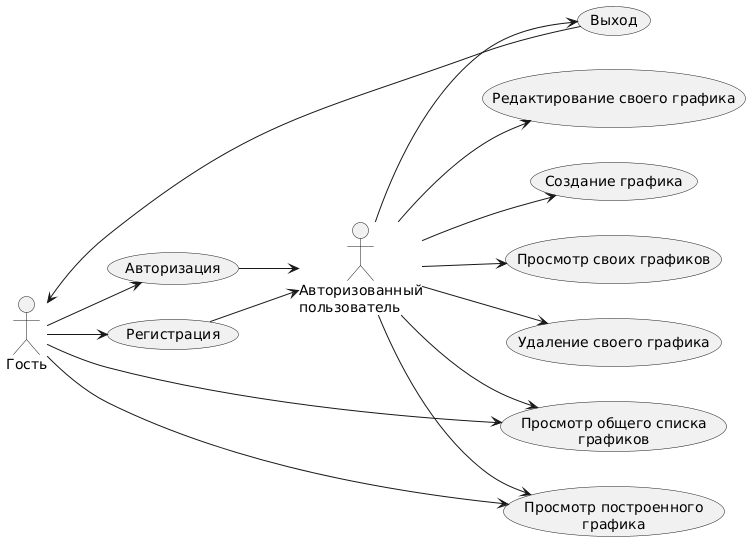 Выход
Редактирование своего графика
Создание графика
Просмотр своих графиков
Авторизация
Авторизованный
пользователь
Регистрация
Удаление своего графика
Гость
Просмотр общего списка
графиков
Просмотр построенного
графика